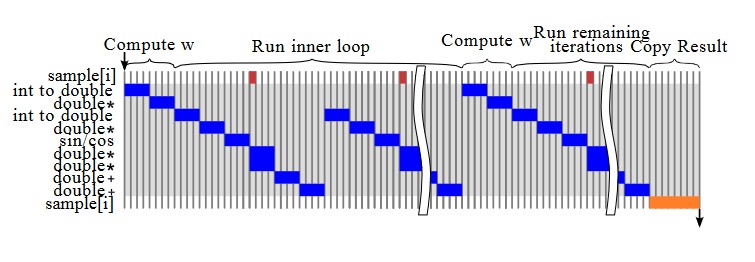 Compute w
Run inner loop
Compute w
Run remaining
iterations
Copy Result
sample[i]
int to double
double*
int to double
double*
sin/cos
double*
double*
double+
double+
sample[i]